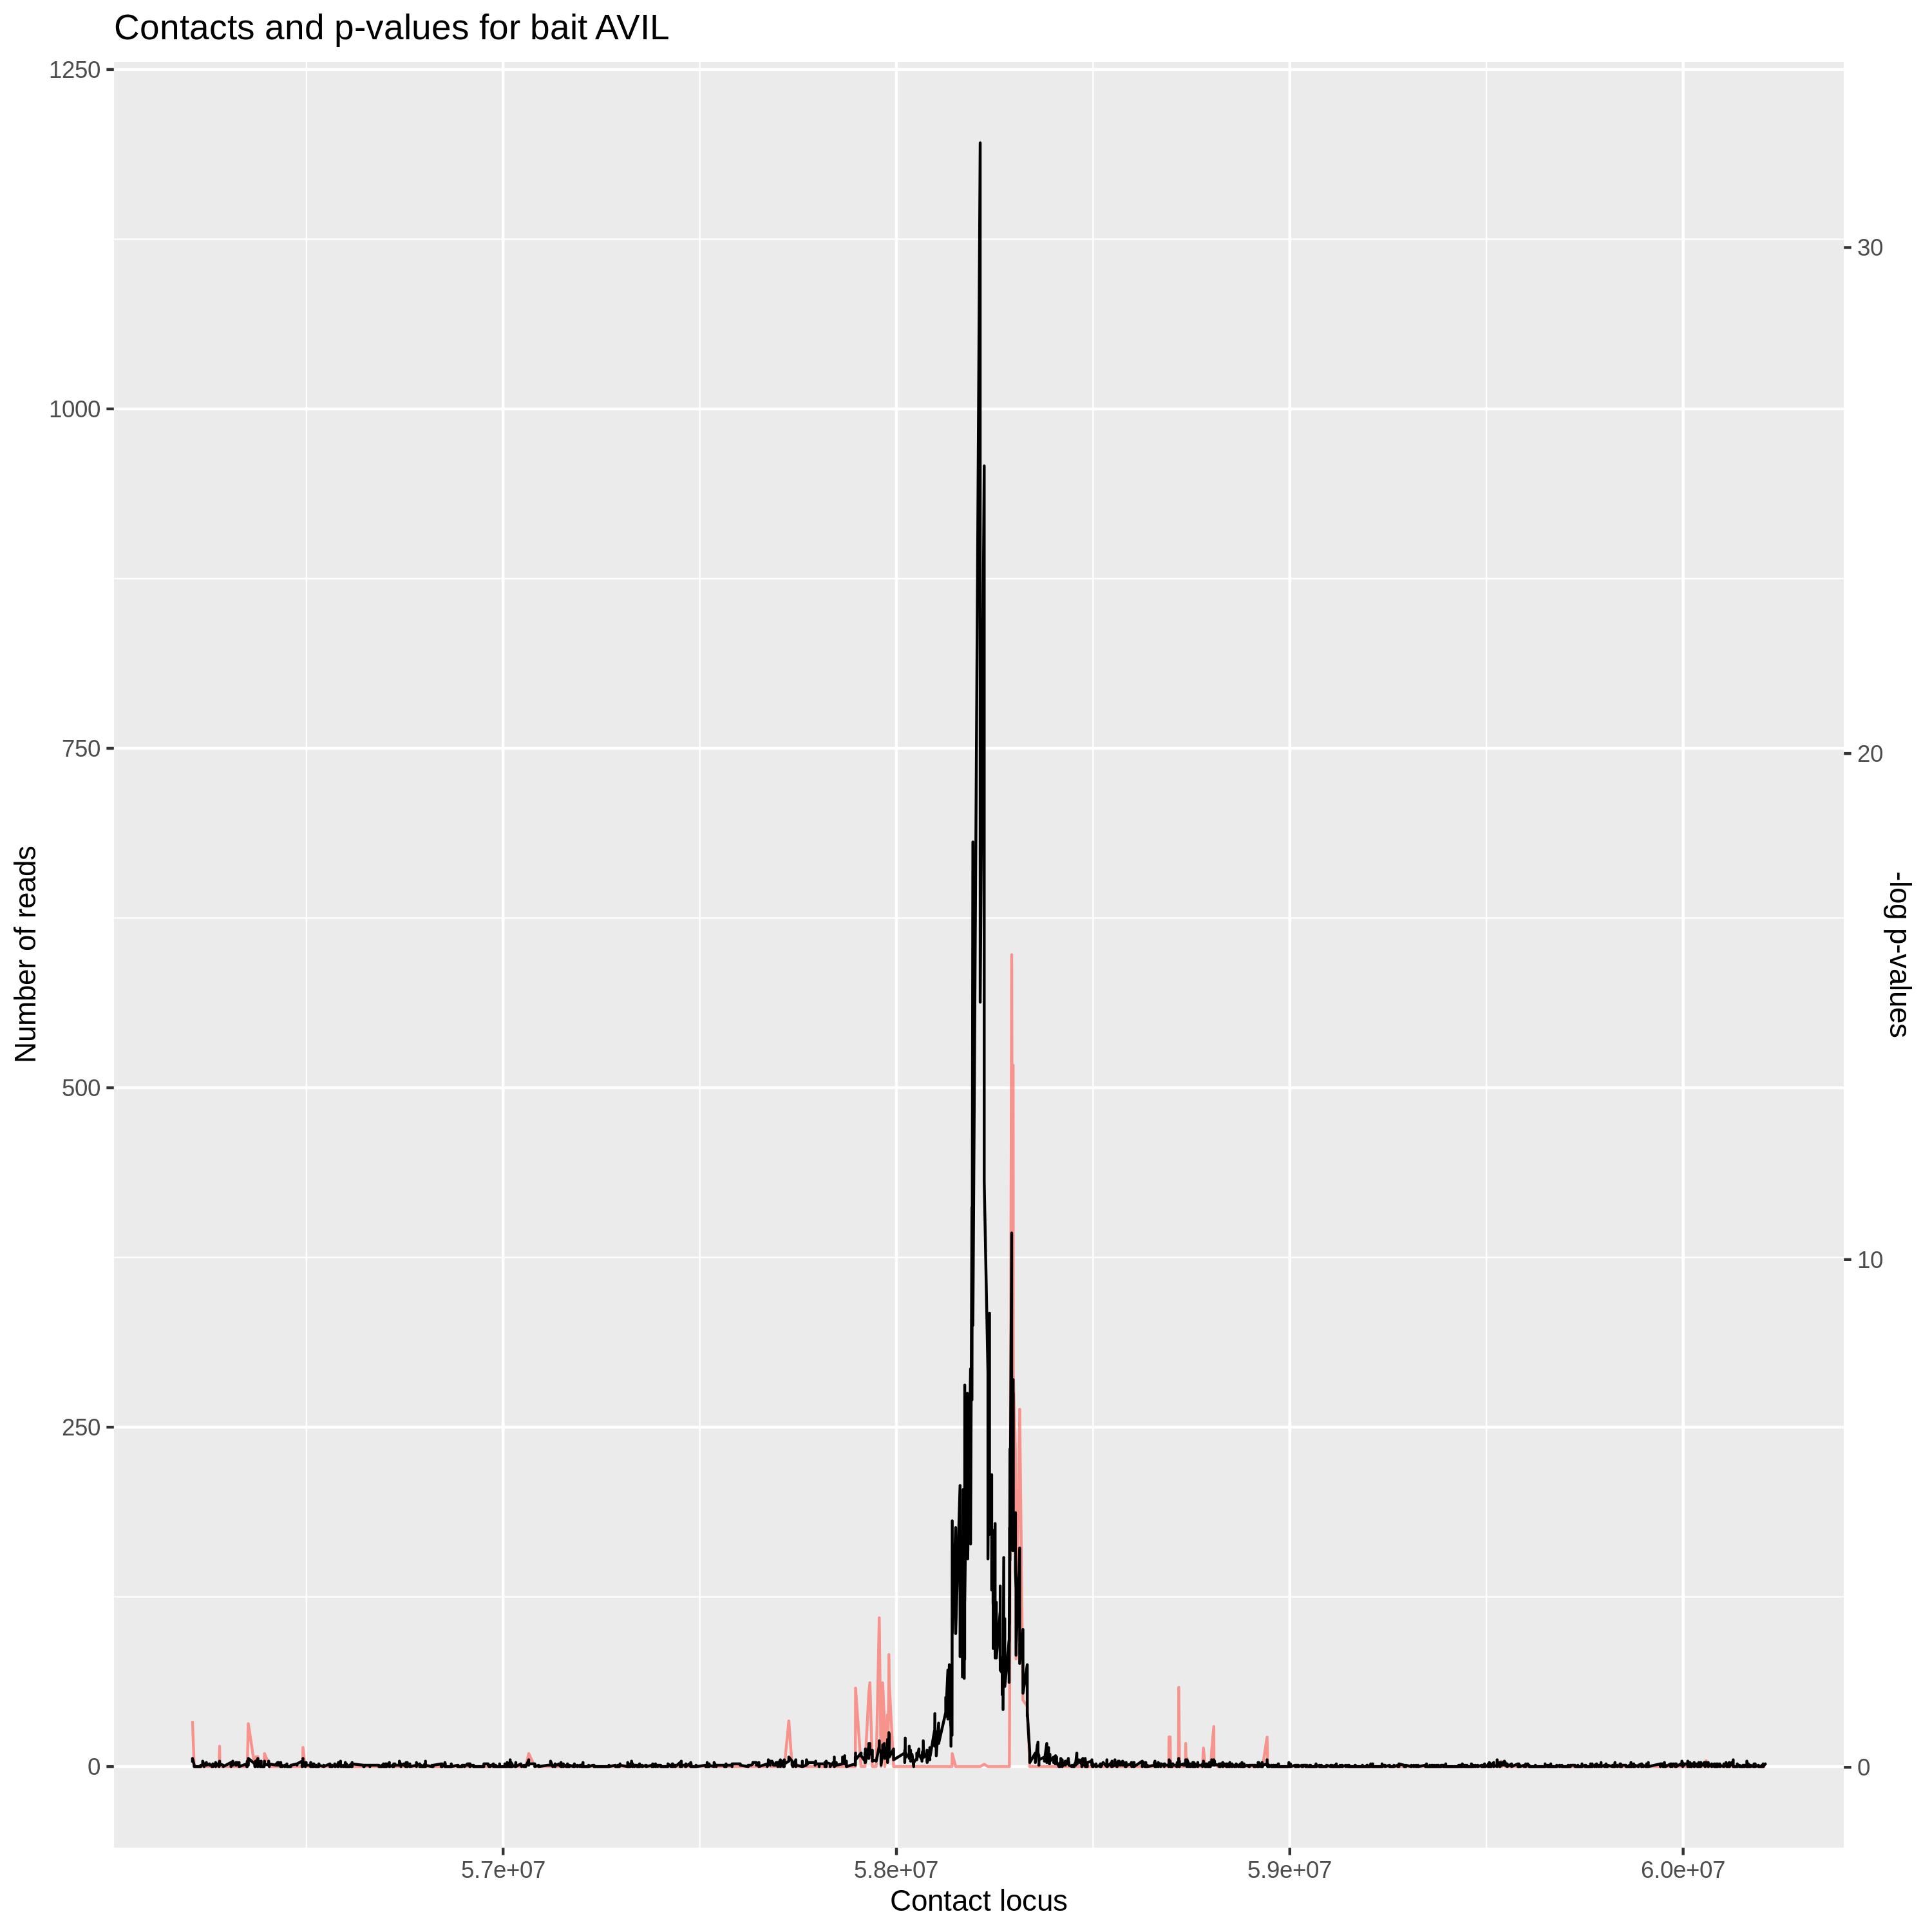 Contacts and p-values for bait AVIL
1250
1000
750
500
250
0
Number of reads
30
20
10
0
-log p-values
5.7e+07 5.8e+07 5.9e+07 6.0e+07
Contact locus